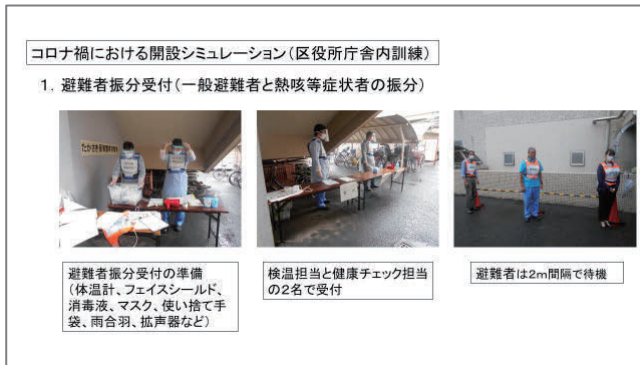 コロナ禍における開設シミュレーション（区役所庁舎内訓練）
１．避難者振分受付（一般避難者と熱咳等症状者の振分）
避難者振分受付の準備
（体温計、フェイスシールド、
消毒液、マスク、使い捨て手
袋、雨合羽、拡声器など）
検温担当と健康チェック担当
の２名で受付
避難者は２ｍ間隔で待機